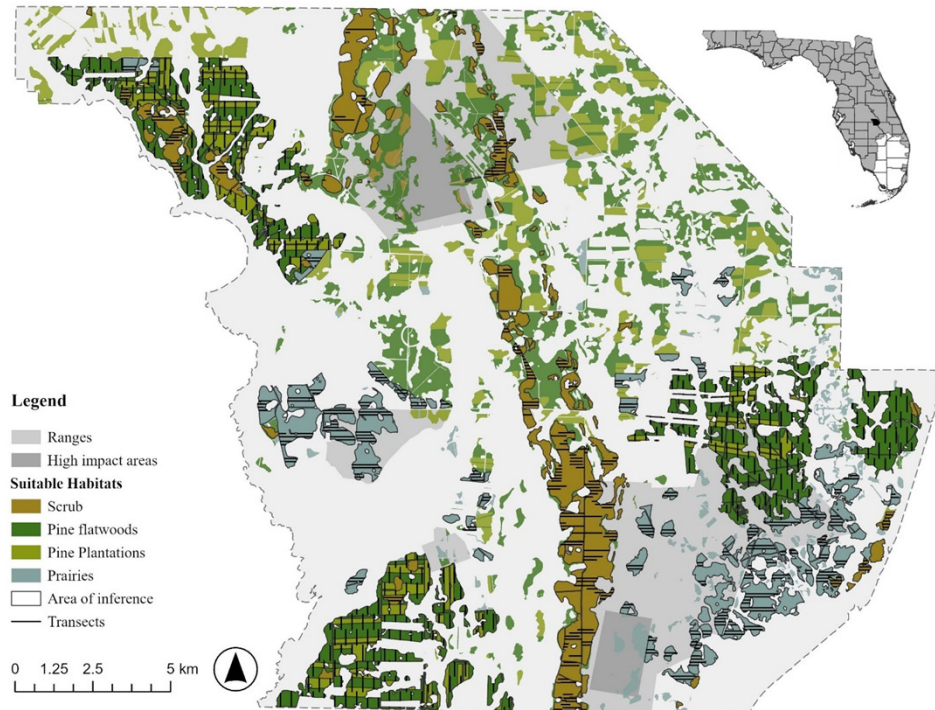 Legend
Ranges
High impact areas
Suitable Habitats
Scrub
Pine flatwoods
Pine Plantations
Prairies
Area of inference
Transects
0 1.25 2.5 5 km